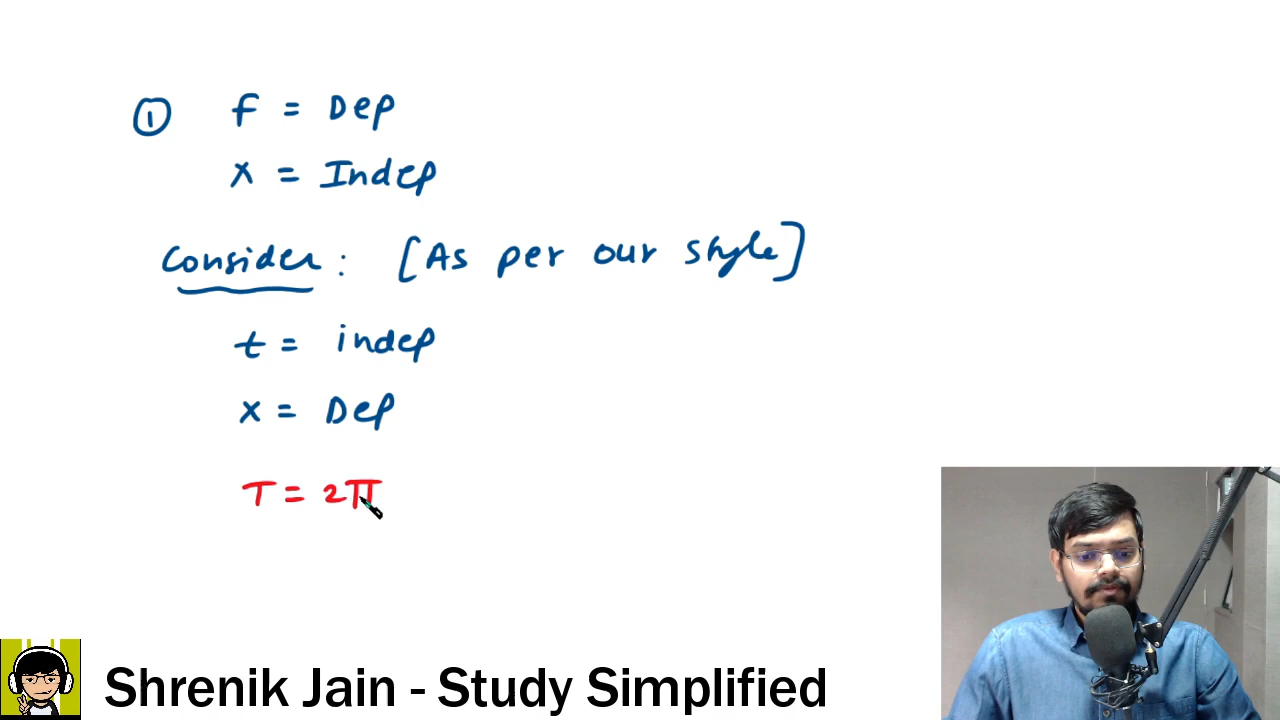 ① f = Dep
x = Indep
Consider : [As per our style]
t = indep
x = Dep
T = 2π
Shrenik Jain - Study Simplified